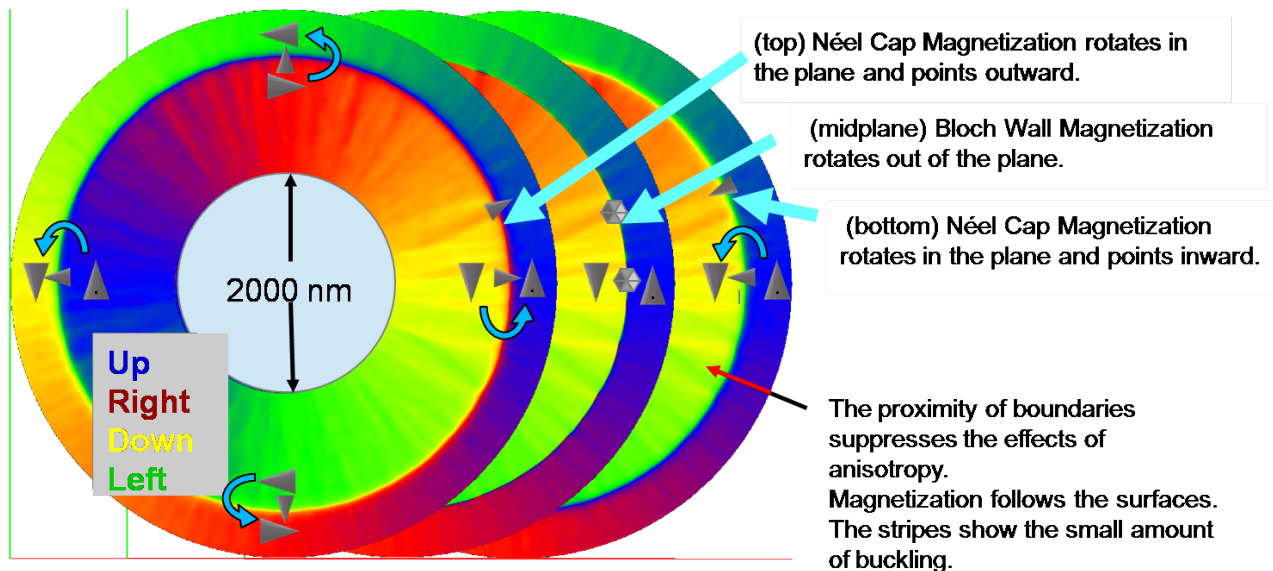 (top) Néel Cap Magnetization rotates in
the plane and points outward.
(midplane) Bloch Wall Magnetization
rotates out of the plane.
(bottom) Néel Cap Magnetization
rotates in the plane and points inward.
2000 nm
Up
Right
Down
Left
The proximity of boundaries
suppresses the effects of
anisotropy.
Magnetization follows the surfaces.
The stripes show the small amount
of buckling.